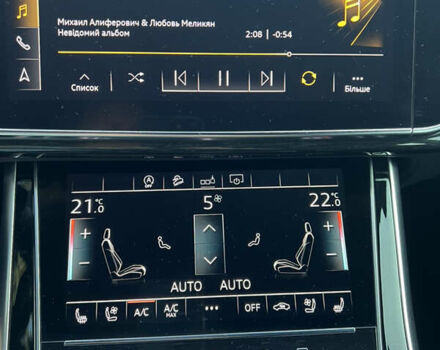 Михаил Алиферович & Любовь Меликян
Невідомий альбом
2:08 | -0:54
Список
Більше
OFF
21.0°C 5 22.0°C
AUTO AUTO
A/C A/C MAX ••• OFF